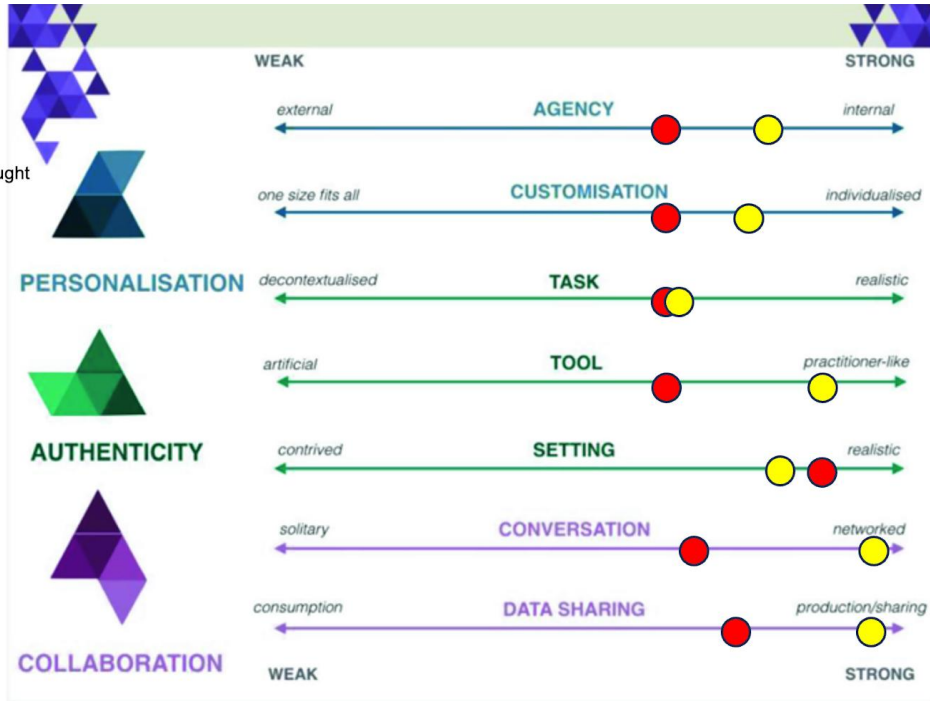 WEAK STRONG
external AGENCY internal
ught
one size fits all CUSTOMISATION individualised
PERSONALISATION
decontextualised TASK realistic
artificial TOOL practitioner-like
AUTHENTICITY
contrived SETTING realistic
solitary CONVERSATION networked
consumption DATA SHARING production/sharing
COLLABORATION
WEAK STRONG